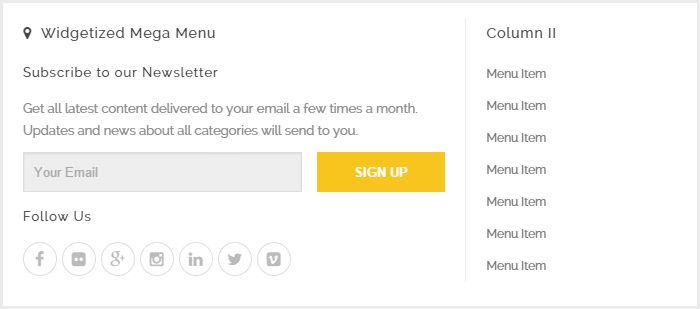 Widgetized Mega Menu
Subscribe to our Newsletter
Get all latest content delivered to your email a few times a month.
Updates and news about all categories will send to you.
Your Email
SIGN UP
Follow Us
Column II
Menu Item
Menu Item
Menu Item
Menu Item
Menu Item
Menu Item
Menu Item